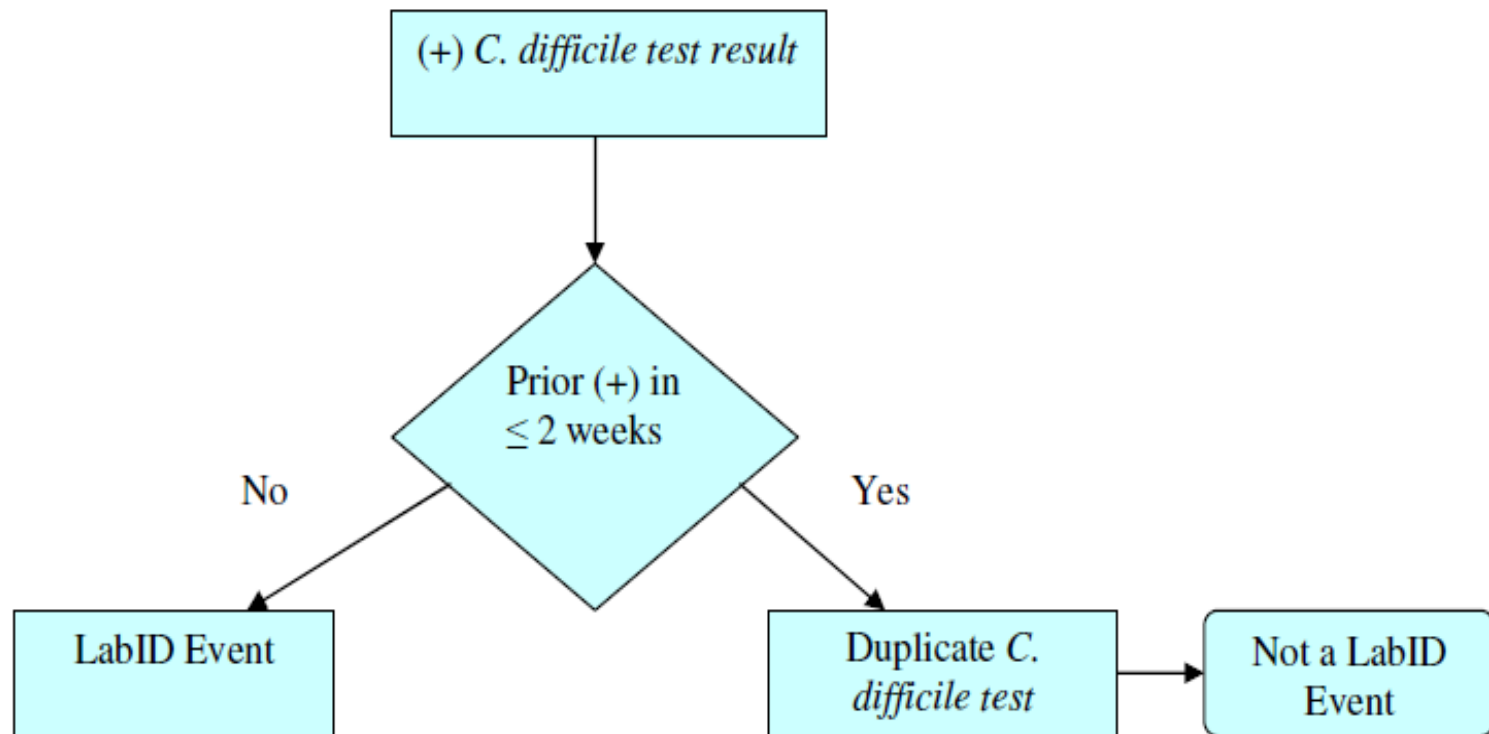 (+) C. difficile test result
Prior (+) in
≤ 2 weeks
No
Yes
LabID Event
Duplicate C.
difficile test
Not a LabID
Event